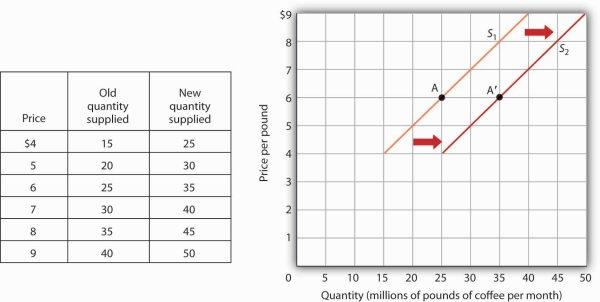 Price
Old
quantity
supplied
New
quantity
supplied
$4 15 25
5 20 30
6 25 35
7 30 40
8 35 45
9 40 50
Price per pound
$9
8
7
6
5
4
3
2
1
0 5 10 15 20 25 30 35 40 45 50
S1
S2
A
A′
Quantity (millions of pounds of coffee per month)